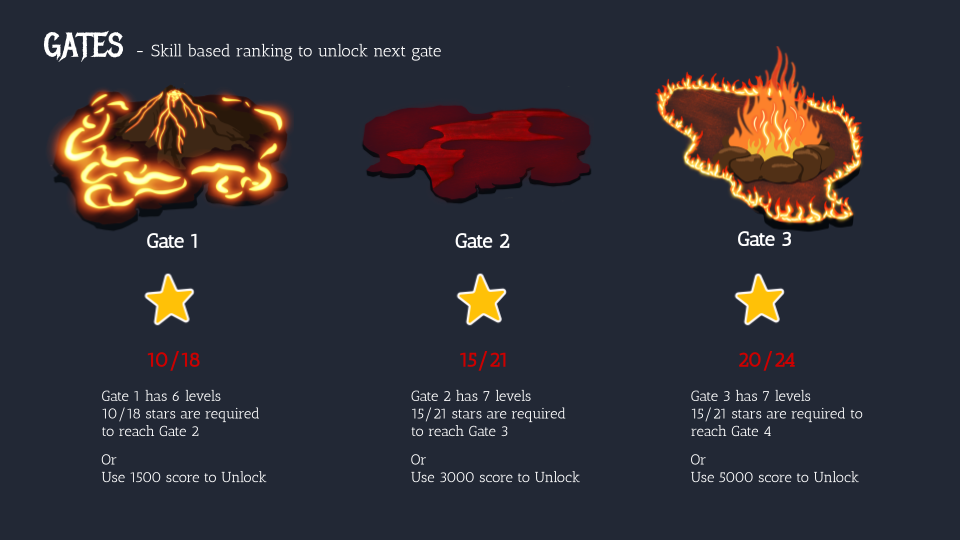 GATES - Skill based ranking to unlock next gate
Gate 1
Gate 2
Gate 3
10/18
15/21
20/24
Gate 1 has 6 levels
10/18 stars are required
to reach Gate 2
Or
Use 1500 score to Unlock
Gate 2 has 7 levels
15/21 stars are required
to reach Gate 3
Or
Use 3000 score to Unlock
Gate 3 has 7 levels
15/21 stars are required to
reach Gate 4
Or
Use 5000 score to Unlock